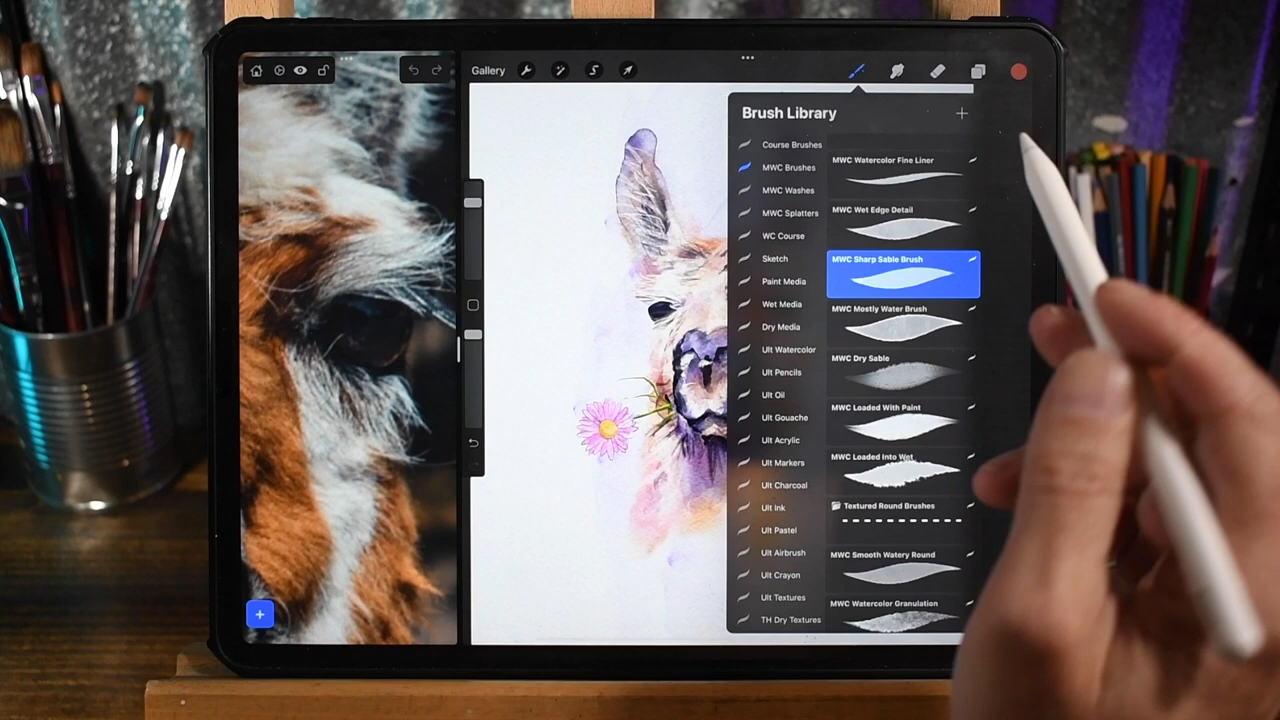 Gallery
Brush Library
Course Brushes
MWC Brushes
MWC Washes
MWC Splatters
WC Course
Sketch
Paint Media
Wet Media
Dry Media
Ult Watercolor
Ult Pencils
Ult Oil
Ult Gouache
Ult Acrylic
Ult Markers
Ult Charcoal
Ult Ink
Ult Pastel
Ult Airbrush
Ult Crayon
Ult Textures
TH Dry Textures
MWC Watercolor Fine Liner
MWC Wet Edge Detail
MWC Sharp Sable Brush
MWC Mostly Water Brush
MWC Dry Sable
MWC Loaded With Paint
MWC Loaded Into Wet
Textured Round Brushes
MWC Smooth Watery Round
MWC Watercolor Granulation